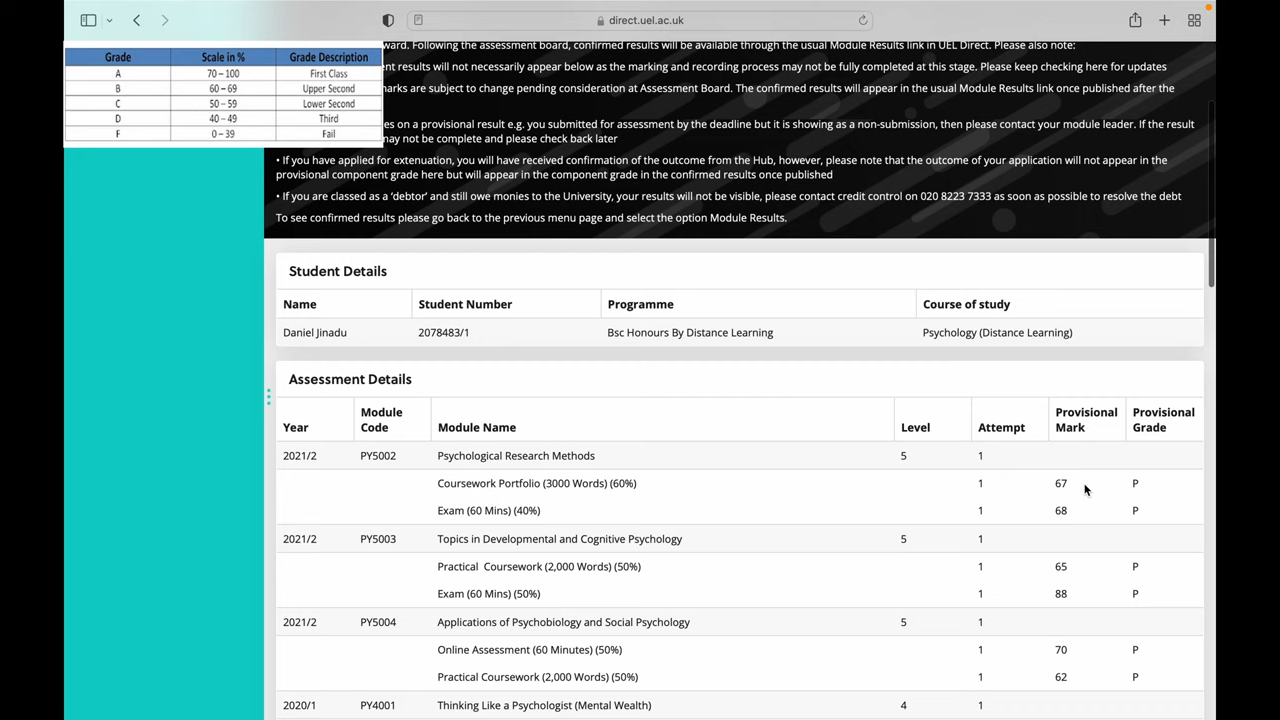 direct.uel.ac.uk
Grade Scale in % Grade Description
A 70 – 100 First Class
B 60 – 69 Upper Second
C 50 – 59 Lower Second
D 40 – 49 Third
F 0 – 39 Fail
ward. Following the assessment board, confirmed results will be available through the usual Module Results link in UEL Direct. Please also note:
nt results will not necessarily appear below as the marking and recording process may not be fully completed at this stage. Please keep checking here for updates
arks are subject to change pending consideration at Assessment Board. The confirmed results will appear in the usual Module Results link once published after the
es on a provisional result e.g. you submitted for assessment by the deadline but it is showing as a non-submission, then please contact your module leader. If the result
may not be complete and please check back later
• If you have applied for extenuation, you will have received confirmation of the outcome from the Hub, however, please note that the outcome of your application will not appear in the
provisional component grade here but will appear in the component grade in the confirmed results once published
• If you are classed as a 'debtor' and still owe monies to the University, your results will not be visible, please contact credit control on 020 8223 7333 as soon as possible to resolve the debt
To see confirmed results please go back to the previous menu page and select the option Module Results.
Student Details
Name Student Number Programme Course of study
Daniel Jinadu 2078483/1 Bsc Honours By Distance Learning Psychology (Distance Learning)
Assessment Details
Year Module Code Module Name Level Attempt Provisional Mark Provisional Grade
2021/2 PY5002 Psychological Research Methods 5 1
Coursework Portfolio (3000 Words) (60%) 1 67 P
Exam (60 Mins) (40%) 1 68 P
2021/2 PY5003 Topics in Developmental and Cognitive Psychology 5 1
Practical Coursework (2,000 Words) (50%) 1 65 P
Exam (60 Mins) (50%) 1 88 P
2021/2 PY5004 Applications of Psychobiology and Social Psychology 5 1
Online Assessment (60 Minutes) (50%) 1 70 P
Practical Coursework (2,000 Words) (50%) 1 62 P
2020/1 PY4001 Thinking Like a Psychologist (Mental Wealth) 4 1